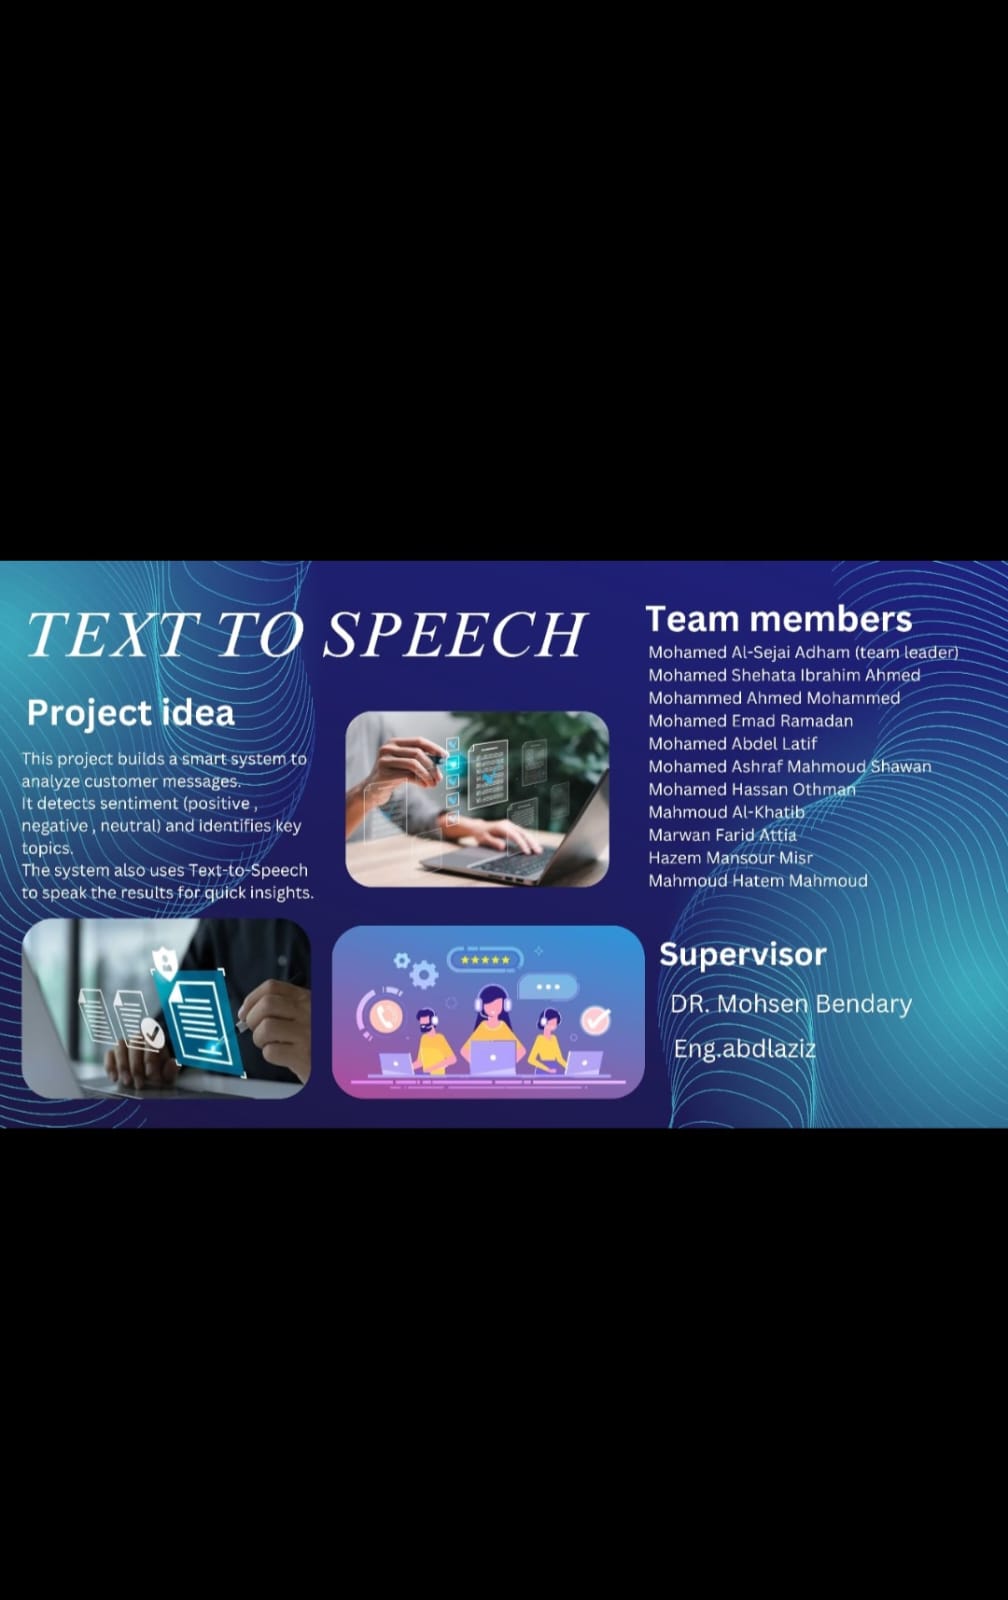 TEXT TO SPEECH
Project idea
This project builds a smart system to
analyze customer messages.
It detects sentiment (positive ,
negative , neutral) and identifies key
topics.
The system also uses Text-to-Speech
to speak the results for quick insights.
Team members
Mohamed Al-Sejai Adham (team leader)
Mohamed Shehata Ibrahim Ahmed
Mohammed Ahmed Mohammed
Mohamed Emad Ramadan
Mohamed Abdel Latif
Mohamed Ashraf Mahmoud Shawan
Mohamed Hassan Othman
Mahmoud Al-Khatib
Marwan Farid Attia
Hazem Mansour Misr
Mahmoud Hatem Mahmoud
Supervisor
DR. Mohsen Bendary
Eng.abdlaziz